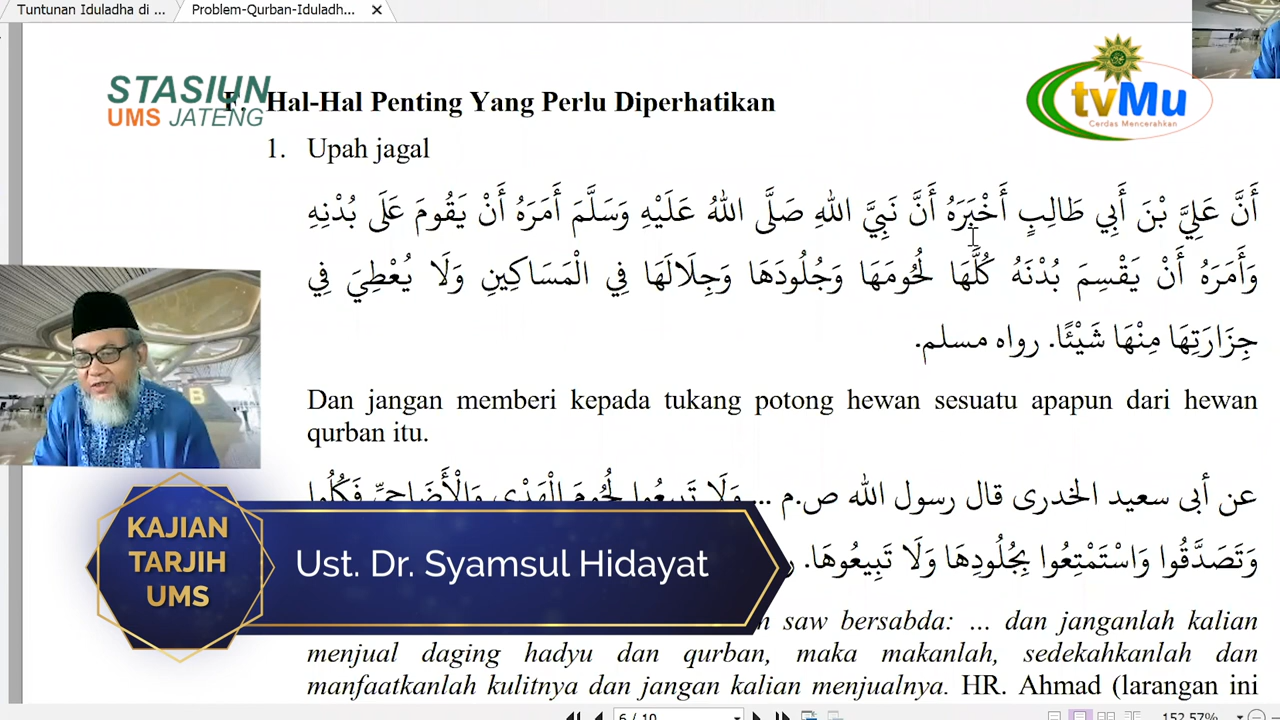 Tuntunan Iduladha di ...
Problem-Qurban-Iduladh...
STASIUN
UMS JATENG
tvMu
Cerdas Mencerahkan
F. Hal-Hal Penting Yang Perlu Diperhatikan
1. Upah jagal
أَنَّ عَلِيَّ بْنَ أَبِي طَالِبٍ أَخْبَرَهُ أَنَّ نَبِيَّ اللهِ صَلَّى اللهُ عَلَيْهِ وَسَلَّمَ أَمَرَهُ أَنْ يَقُومَ عَلَى بُدْنِهِ
وَأَمَرَهُ أَنْ يَقْسِمَ بُدْنَهُ كُلَّهَا لُحُومَهَا وَجُلُودَهَا وَجِلَالَهَا فِي الْمَسَاكِينِ وَلَا يُعْطِيَ فِي
جِزَارَتِهَا مِنْهَا شَيْئًا. رواه مسلم.
Dan jangan memberi kepada tukang potong hewan sesuatu apapun dari hewan
qurban itu.
عن أبى سعيد الخدرى قال رسول الله ص.م ... وَلَا تَبِيعُوا لُحُومَ الْهَدْيِ وَالْأَضَاحِيِّ فَكُلُوا
وَتَصَدَّقُوا وَاسْتَمْتِعُوا بِجُلُودِهَا وَلَا تَبِيعُوهَا.
KAJIAN
TARJIH
UMS
Ust. Dr. Syamsul Hidayat
saw bersabda: ... dan janganlah kalian
menjual daging hadyu dan qurban, maka makanlah, sedekahkanlah dan
manfaatkanlah kulitnya dan jangan kalian menjualnya. HR. Ahmad (larangan ini
6 / 10
152,57%